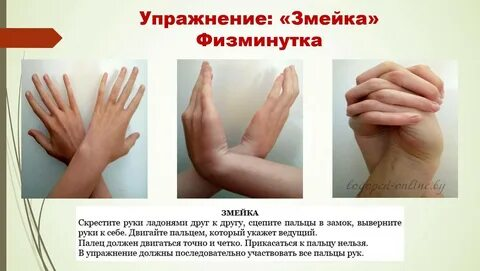 Упражнение: «Змейка»
Физминутка
logoped-online.by
ЗМЕЙКА
Скрестите руки ладонями друг к другу, сцепите пальцы в замок, выверните
руки к себе. Двигайте пальцем, который укажет ведущий.
Палец должен двигаться точно и четко. Прикасаться к пальцу нельзя.
В упражнение должны последовательно участвовать все пальцы рук.